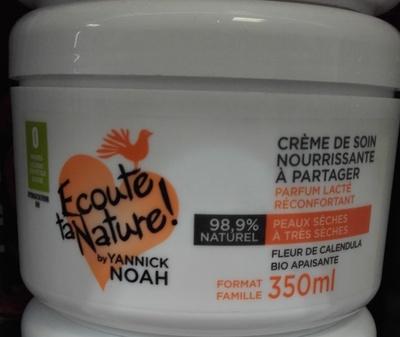 0
Ecoute
ta Nature!
by YANNICK
NOAH
CRÈME DE SOIN
NOURRISSANTE
À PARTAGER
PARFUM LACTÉ
RÉCONFORTANT
98,9%
NATUREL
PEAUX SÈCHES
À TRÈS SÈCHES
FLEUR DE CALENDULA
BIO APAISANTE
FORMAT
FAMILLE
350ml